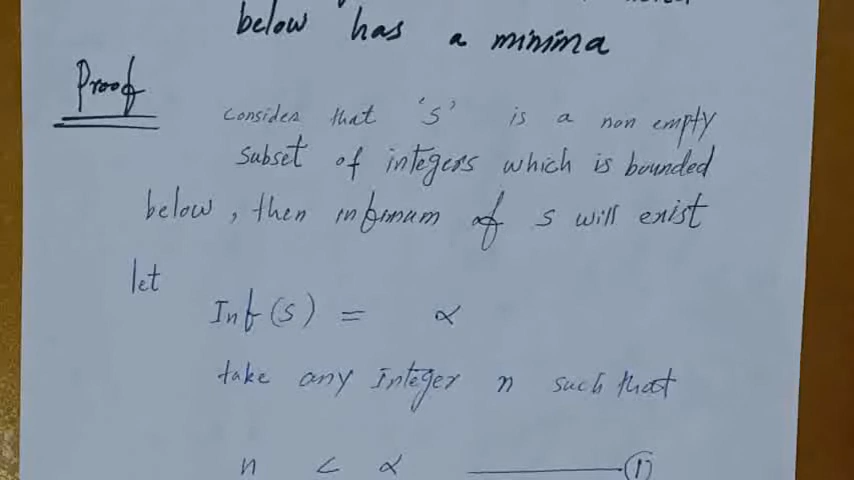 below has a minima
Proof
consider that 's' is a non empty
subset of integers which is bounded
below, then infimum of s will exist
let
Inf(s) = α
take any Integer n such that
n < α ——— ①